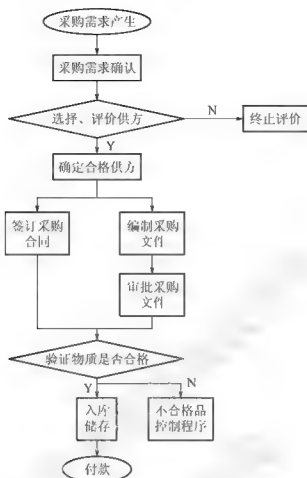 采购需求产生
采购需求确认
选择、评价供方
N
终止评价
Y
确定合格供方
签订采购
合同
编制采购
文件
审批采购
文件
验证物质是否合格
Y
N
入库
储存
不合格品
控制程序
付款